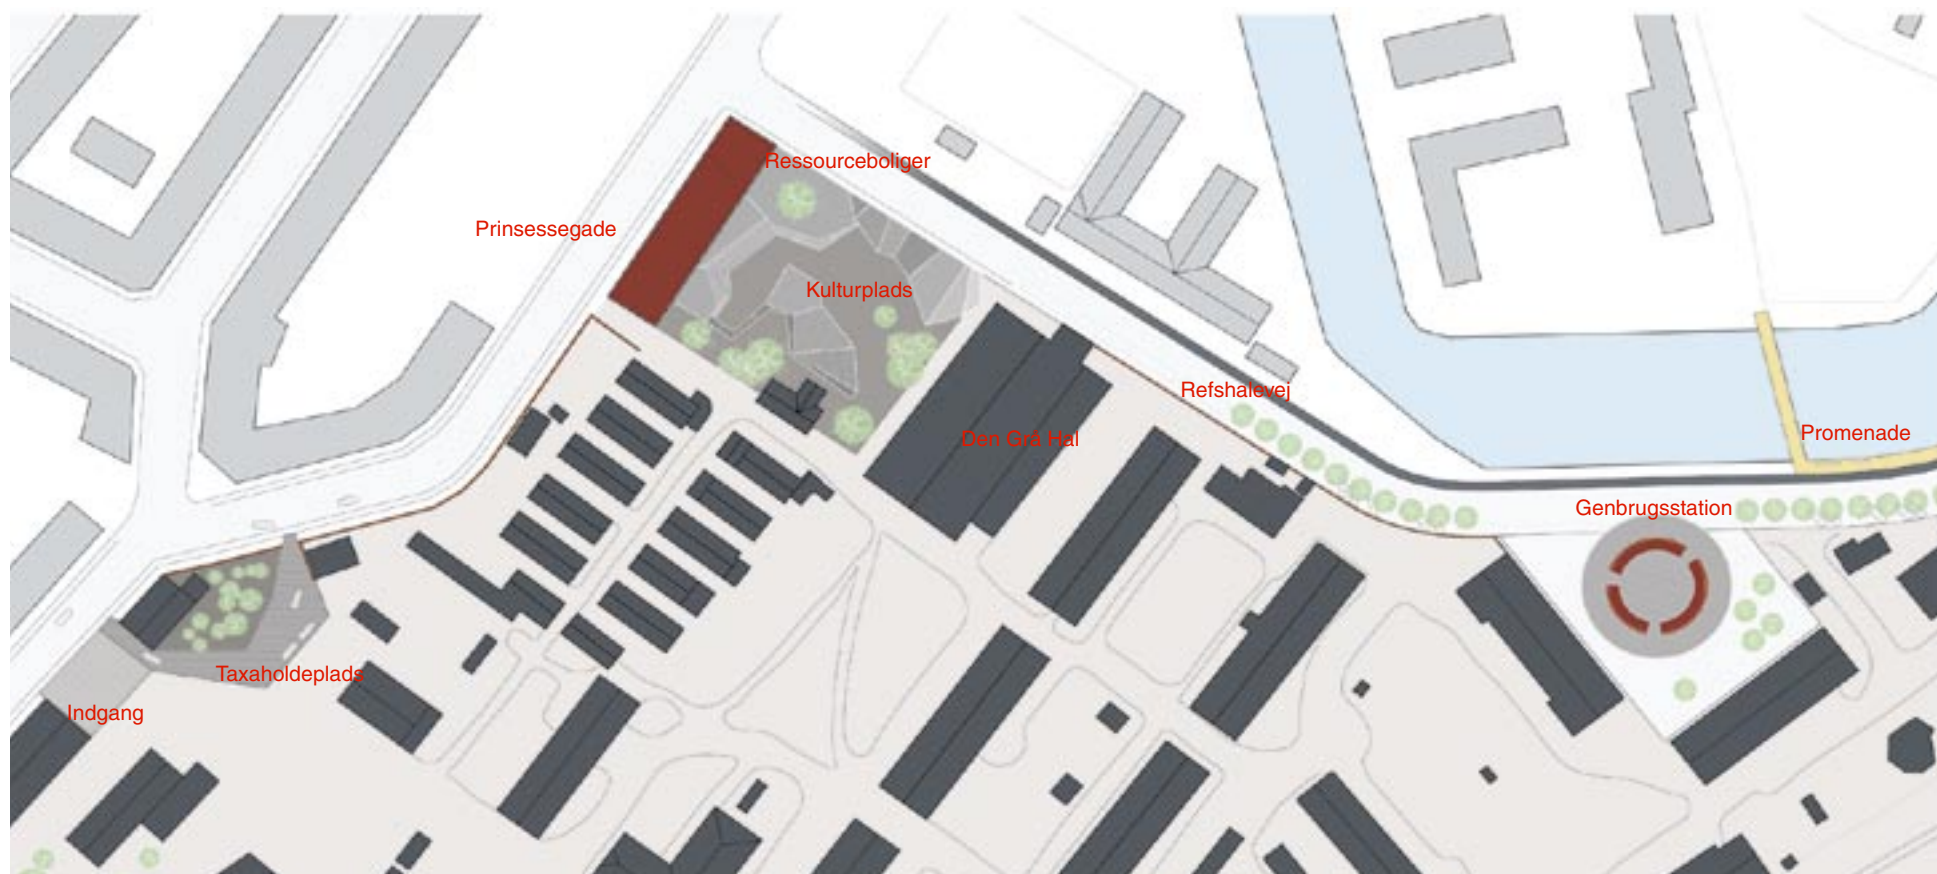 Ressourceboliger
Prinsessegade
Kulturplads
Refshalevej
Den Grå Hal
Promenade
Genbrugsstation
Taxaholdeplads
Indgang